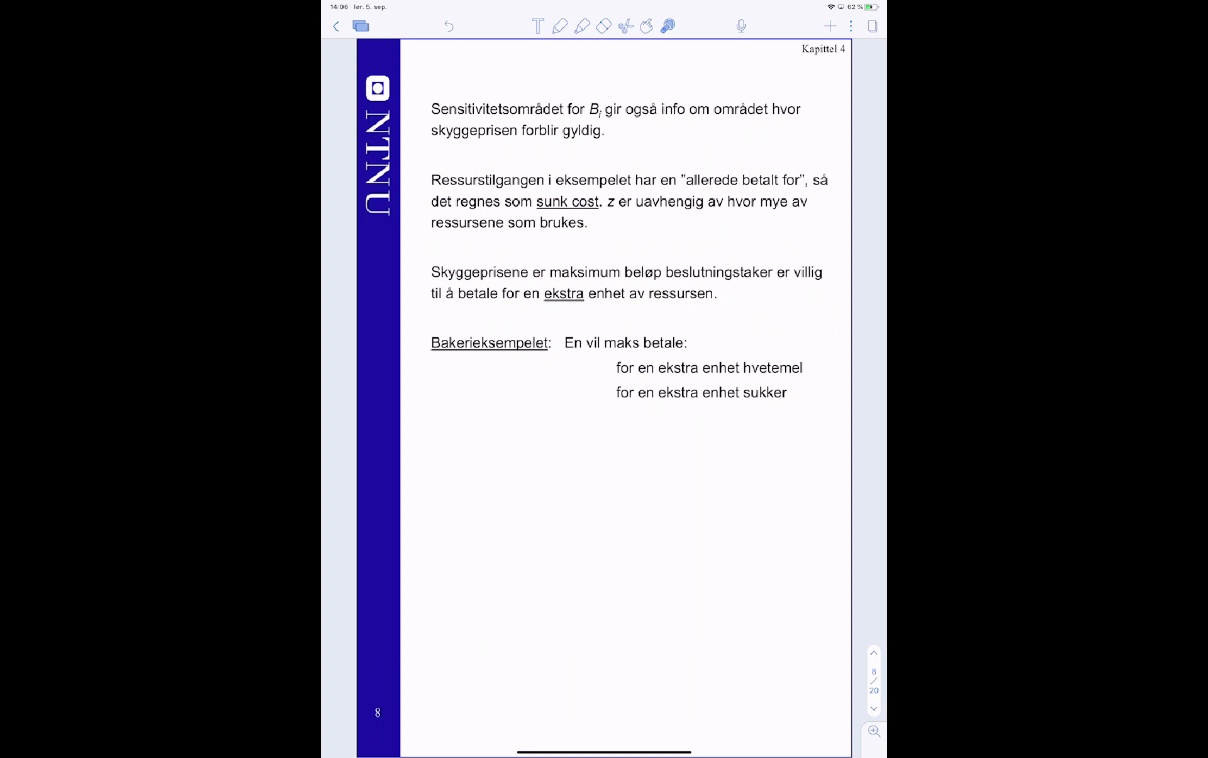 14:06 lør. 5. sep.
62 %
Kapittel 4
NTNU
Sensitivitetsområdet for Bi gir også info om området hvor
skyggeprisen forblir gyldig.
Ressurstilgangen i eksempelet har en ”allerede betalt for”, så
det regnes som sunk cost. z er uavhengig av hvor mye av
ressursene som brukes.
Skyggeprisene er maksimum beløp beslutningstaker er villig
til å betale for en ekstra enhet av ressursen.
Bakerieksempelet: En vil maks betale:
for en ekstra enhet hvetemel
for en ekstra enhet sukker
8
/
20
8